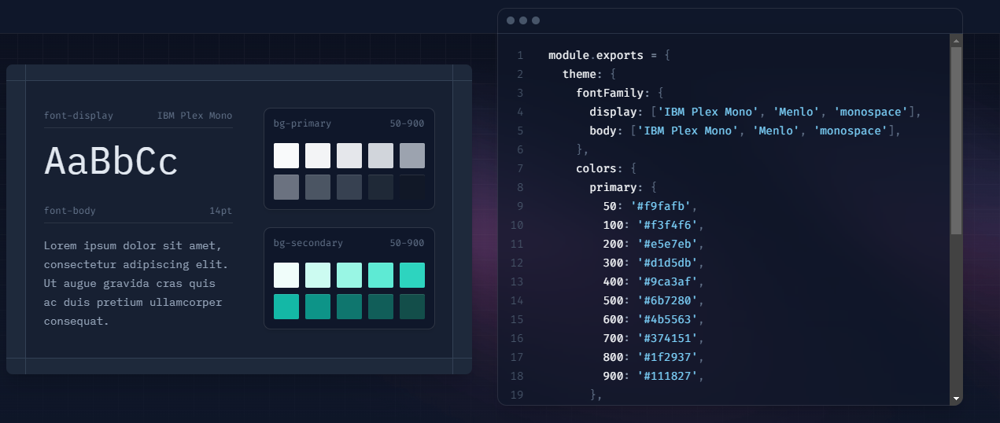 font-display IBM Plex Mono
AaBbCc
font-body 14pt
Lorem ipsum dolor sit amet,
consectetur adipiscing elit.
Ut augue gravida cras quis
ac duis pretium ullamcorper
consequat.
bg-primary 50-900
bg-secondary 50-900
1 module.exports = {
2 theme: {
3 fontFamily: {
4 display: ['IBM Plex Mono', 'Menlo', 'monospace'],
5 body: ['IBM Plex Mono', 'Menlo', 'monospace'],
6 },
7 colors: {
8 primary: {
9 50: '#f9fafb',
10 100: '#f3f4f6',
11 200: '#e5e7eb',
12 300: '#d1d5db',
13 400: '#9ca3af',
14 500: '#6b7280',
15 600: '#4b5563',
16 700: '#374151',
17 800: '#1f2937',
18 900: '#111827',
19 },